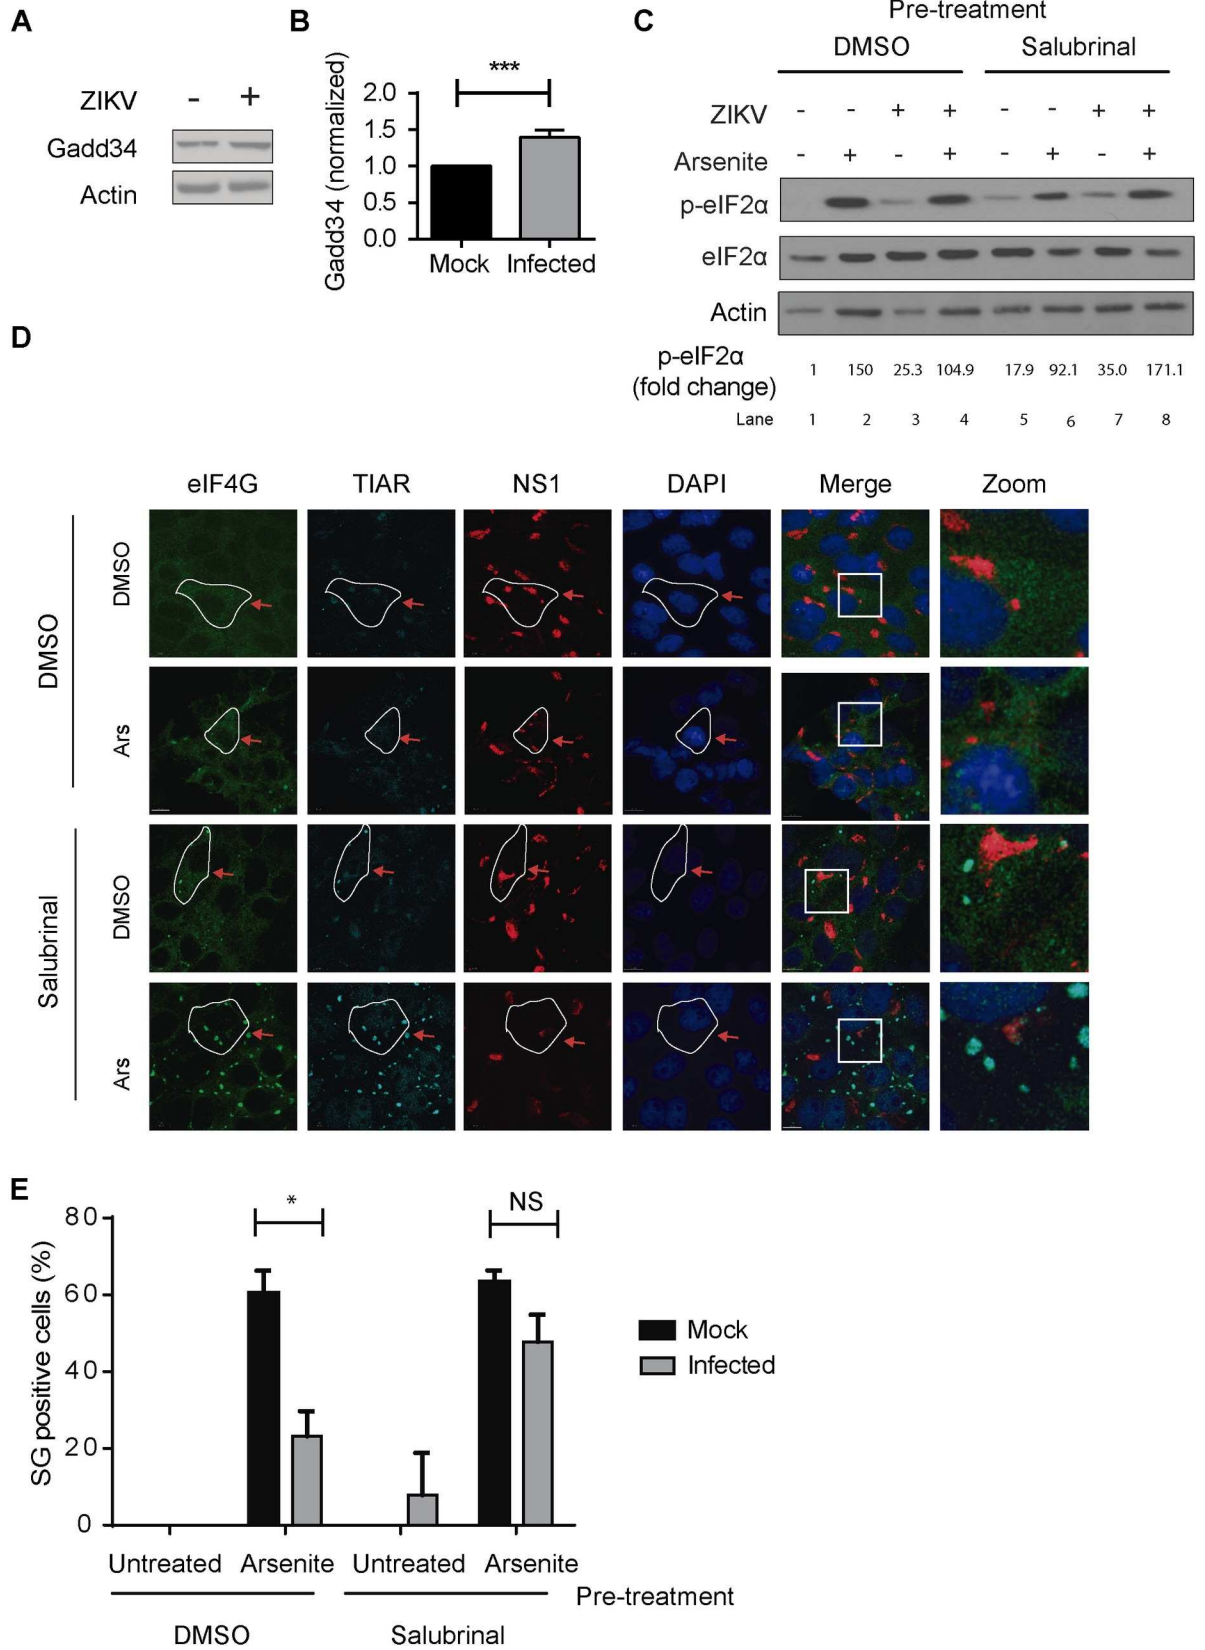 A
ZIKV - +
Gadd34
Actin
B
***
2.0
1.5
1.0
0.5
0.0
Gadd34 (normalized)
Mock Infected
C
Pre-treatment
DMSO Salubrinal
ZIKV - - + + - - + +
Arsenite - + - + - + - +
p-eIF2α
eIF2α
Actin
p-eIF2α
(fold change) 1 150 25.3 104.9 17.9 92.1 35.0 171.1
Lane 1 2 3 4 5 6 7 8
D
eIF4G TIAR NS1 DAPI Merge Zoom
DMSO
DMSO
Ars
Salubrinal
DMSO
Ars
E
* NS
80
60
40
20
0
SG positive cells (%)
Mock
Infected
Untreated Arsenite Untreated Arsenite
Pre-treatment
DMSO Salubrinal